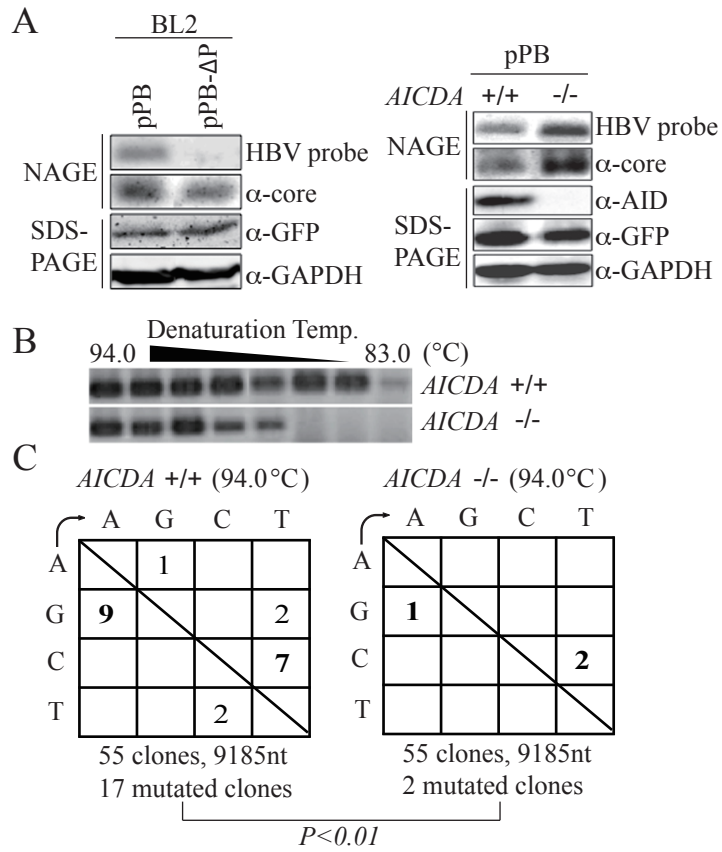 A
BL2
pPB
pPB-ΔP
NAGE
HBV probe
α-core
SDS-
PAGE
α-GFP
α-GAPDH
pPB
AICDA +/+ -/-
NAGE
HBV probe
α-core
SDS-
PAGE
α-AID
α-GFP
α-GAPDH
B
Denaturation Temp.
94.0 83.0 (°C)
AICDA +/+
AICDA -/-
C
AICDA +/+ (94.0°C)
A G C T
A 1
G 9 2
C 7
T 2
55 clones, 9185nt
17 mutated clones
AICDA -/- (94.0°C)
A G C T
A
G 1
C 2
T
55 clones, 9185nt
2 mutated clones
P<0.01